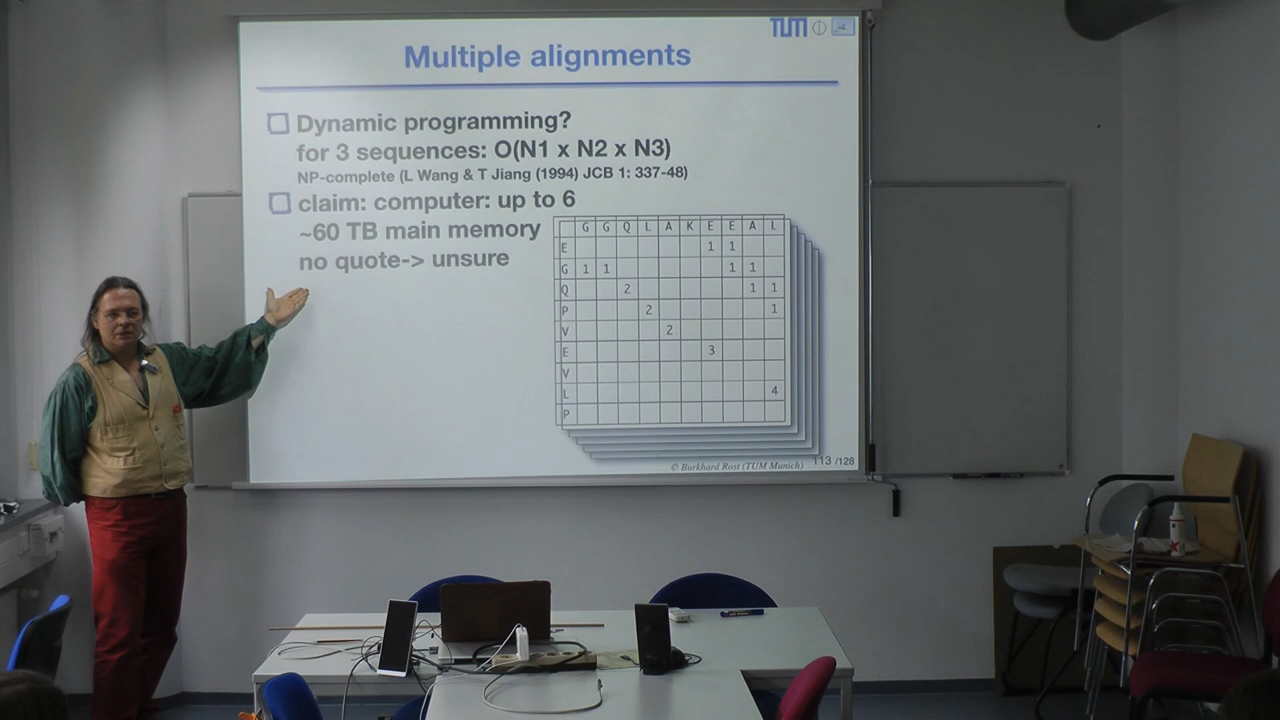 TUM
Multiple alignments
Dynamic programming?
for 3 sequences: O(N1 x N2 x N3)
NP-complete (L Wang & T Jiang (1994) JCB 1: 337-48)
claim: computer: up to 6
~60 TB main memory
no quote-> unsure
G G Q L A K E E A L
E 1 1
G 1 1 1 1
Q 2 1 1
P 2 1
V 2
E 3
V
L 4
P
© Burkhard Rost (TUM Munich)
113 /128